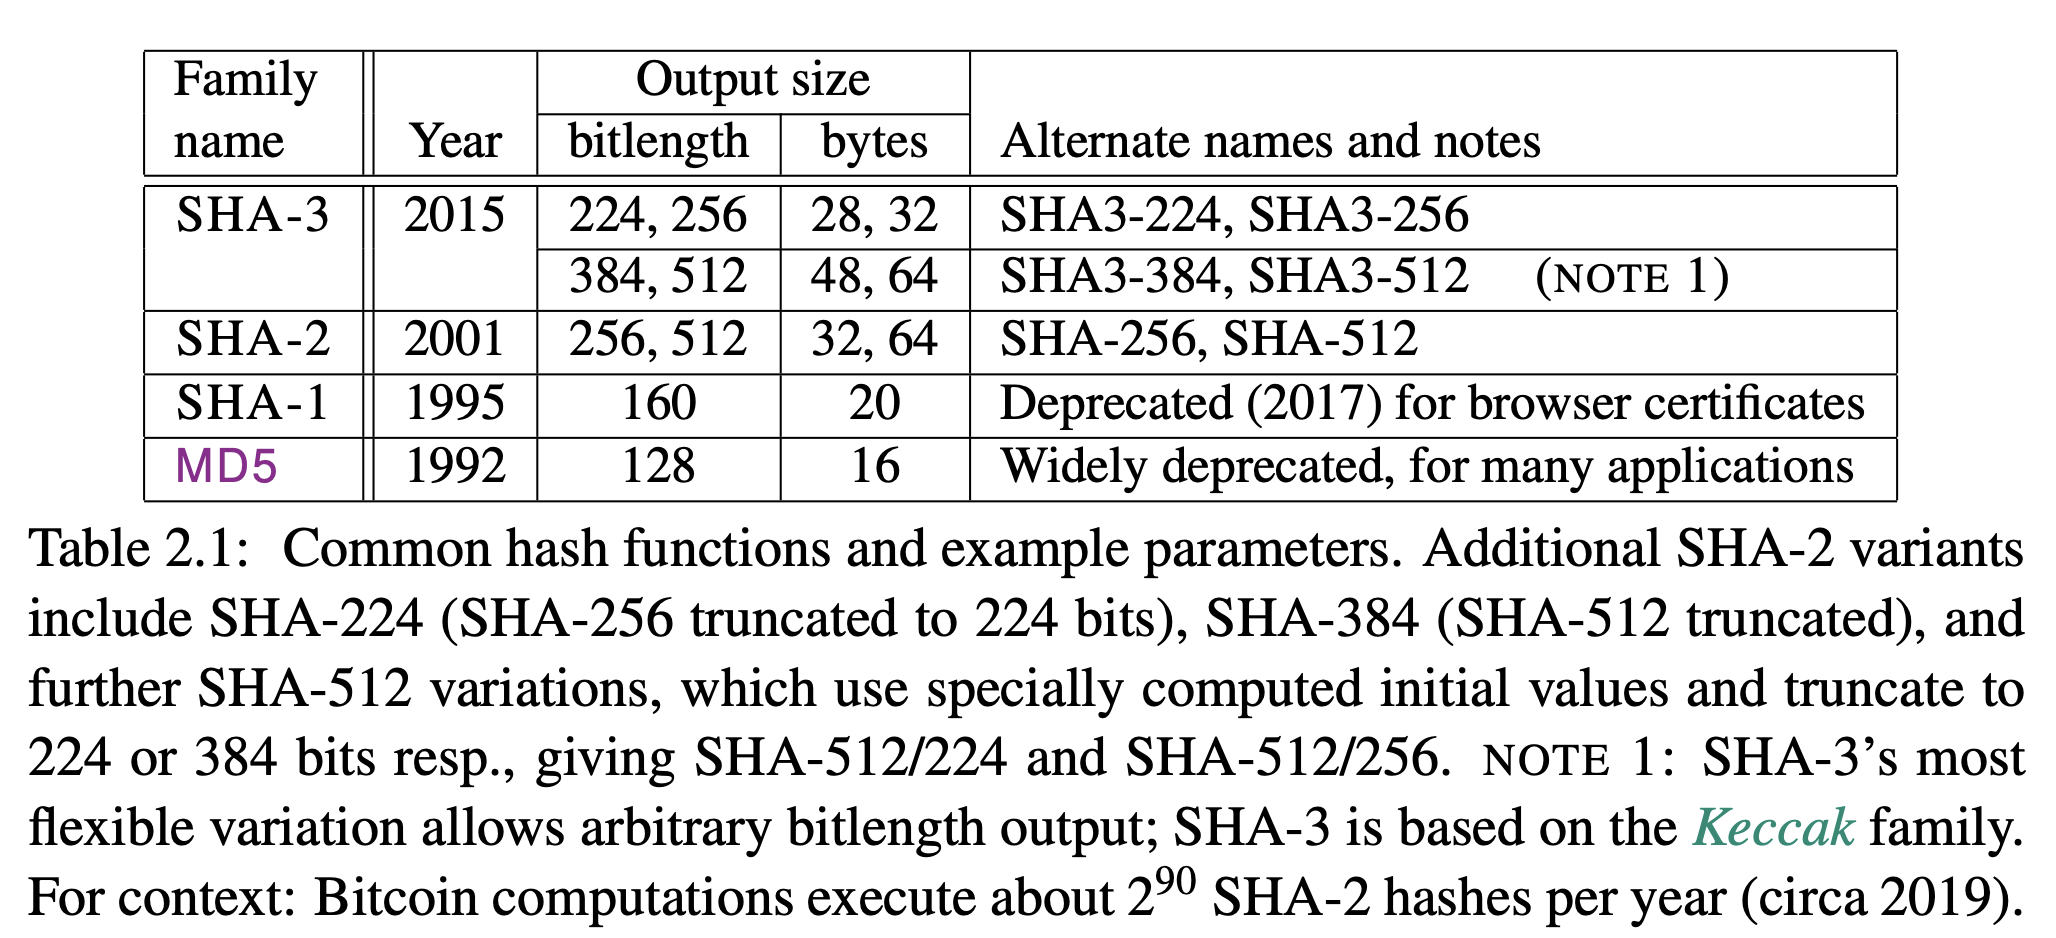 Family name | Year | Output size | Alternate names and notes
bitlength | bytes
SHA-3 | 2015 | 224, 256 | 28, 32 | SHA3-224, SHA3-256
384, 512 | 48, 64 | SHA3-384, SHA3-512 (NOTE 1)
SHA-2 | 2001 | 256, 512 | 32, 64 | SHA-256, SHA-512
SHA-1 | 1995 | 160 | 20 | Deprecated (2017) for browser certificates
MD5 | 1992 | 128 | 16 | Widely deprecated, for many applications
Table 2.1: Common hash functions and example parameters. Additional SHA-2 variants
include SHA-224 (SHA-256 truncated to 224 bits), SHA-384 (SHA-512 truncated), and
further SHA-512 variations, which use specially computed initial values and truncate to
224 or 384 bits resp., giving SHA-512/224 and SHA-512/256. NOTE 1: SHA-3's most
flexible variation allows arbitrary bitlength output; SHA-3 is based on the Keccak family.
For context: Bitcoin computations execute about 2⁹⁰ SHA-2 hashes per year (circa 2019).